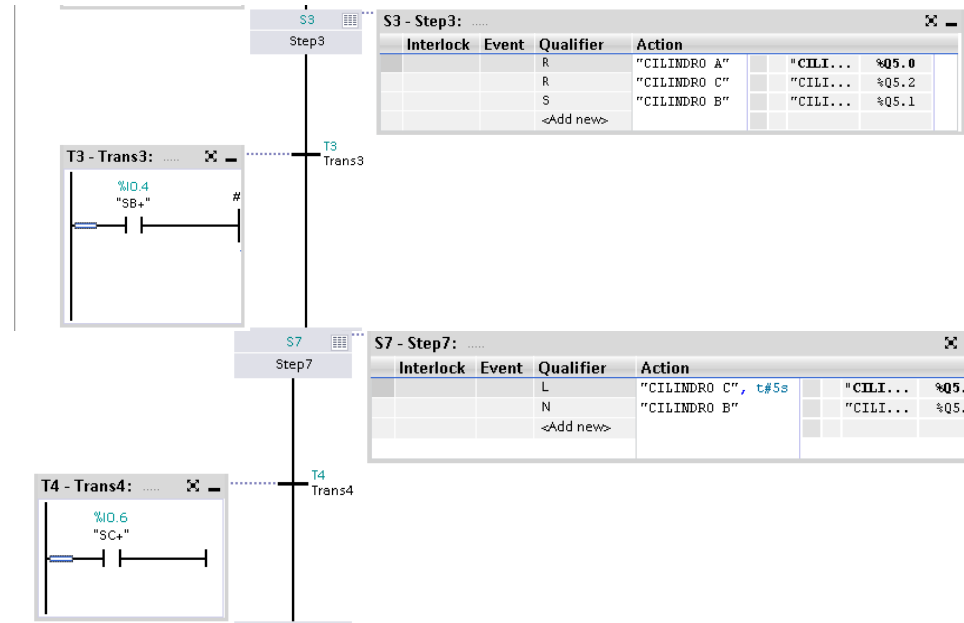 S3
Step3
S3 - Step3: .....
Interlock Event Qualifier Action
R "CILINDRO A" "CILI... %Q5.0
R "CILINDRO C" "CILI... %Q5.2
S "CILINDRO B" "CILI... %Q5.1
<Add new>
T3
Trans3
T3 - Trans3: .....
%I0.4
"SB+"
#
S7
Step7
S7 - Step7: .....
Interlock Event Qualifier Action
L "CILINDRO C", t#5s "CILI... %Q5.
N "CILINDRO B" "CILI... %Q5.
<Add new>
T4
Trans4
T4 - Trans4: .....
%I0.6
"SC+"